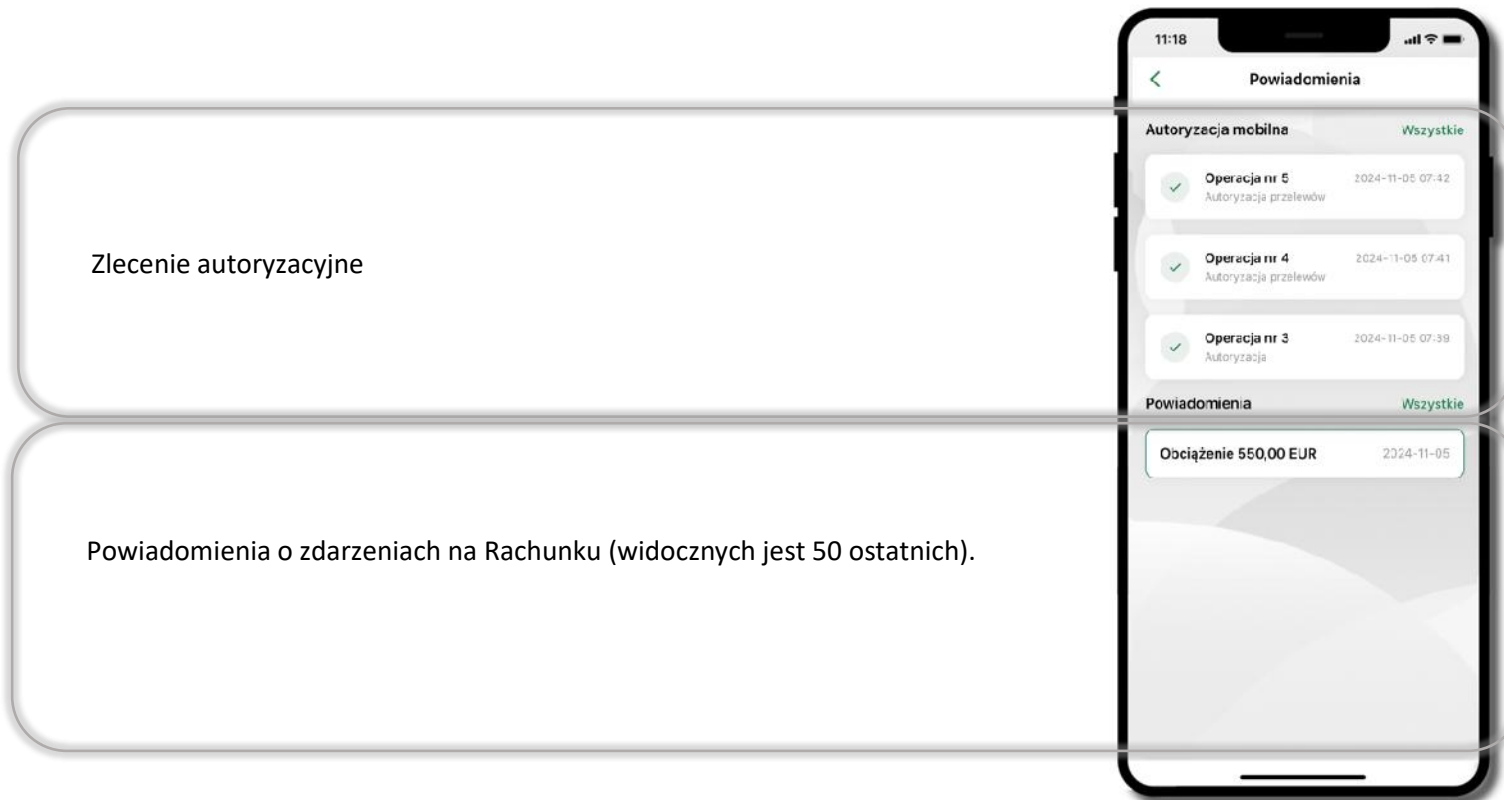 11:18
Powiadomienia
Autoryzacja mobilna Wszystkie
Operacja nr 5 2024-11-05 07:42
Autoryzacja przelewów
Zlecenie autoryzacyjne
Operacja nr 4 2024-11-05 07:41
Autoryzacja przelewów
Operacja nr 3 2024-11-05 07:39
Autoryzacja
Powiadomienia Wszystkie
Obciążenie 550,00 EUR 2024-11-05
Powiadomienia o zdarzeniach na Rachunku (widocznych jest 50 ostatnich).